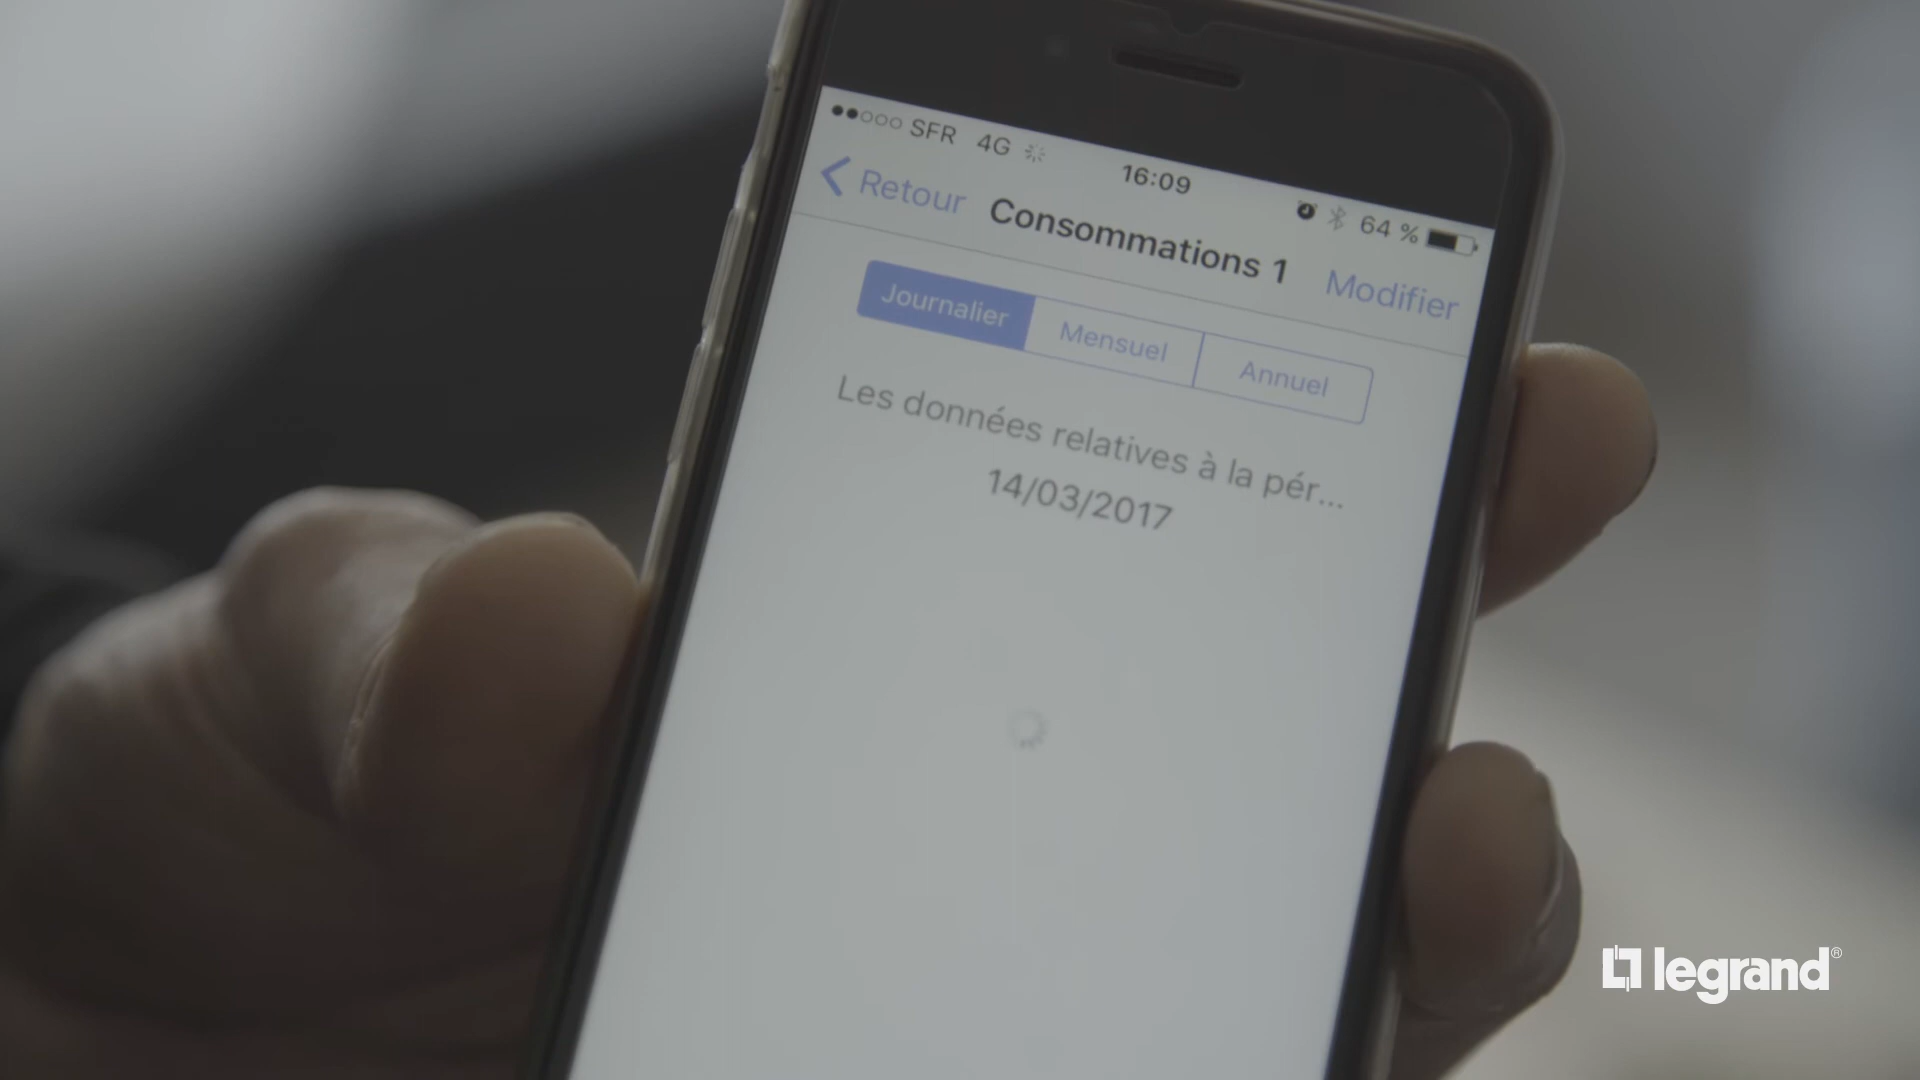 SFR 4G 16:09 64 %
Retour Consommations 1 Modifier
Journalier Mensuel Annuel
Les données relatives à la pér...
14/03/2017
legrand®